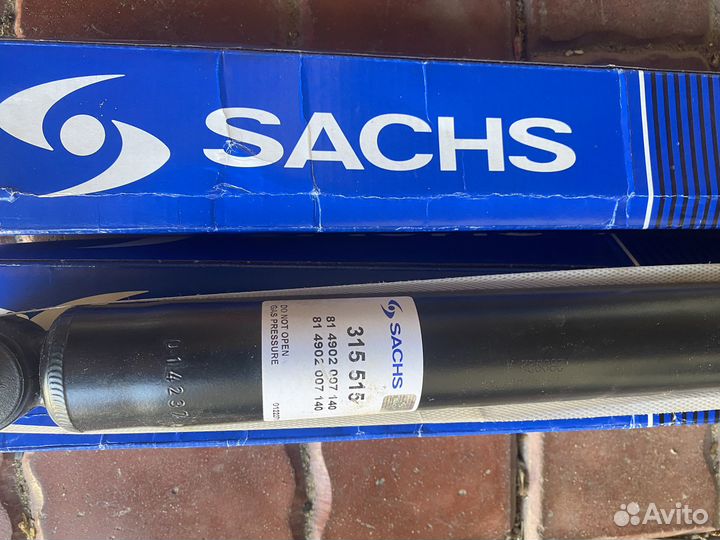 SACHS
SACHS
315 515
81 4902 007 140
81 4902 007 140
DO NOT OPEN
GAS PRESSURE
Avito